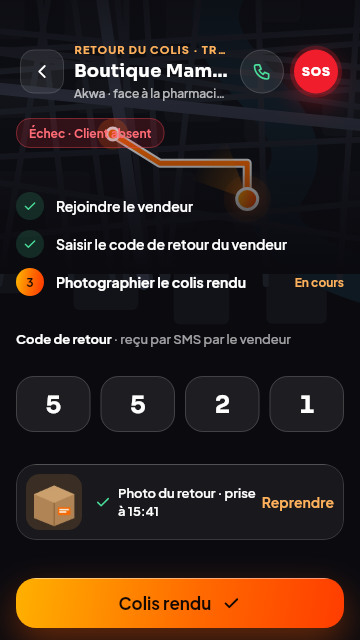 RETOUR DU COLIS · TR…
Boutique Mam…
SOS
Akwa · face à la pharmaci…
Échec · Client absent
Rejoindre le vendeur
Saisir le code de retour du vendeur
3 Photographier le colis rendu En cours
Code de retour · reçu par SMS par le vendeur
5 5 2 1
Photo du retour · prise
à 15:41
Reprendre
Colis rendu